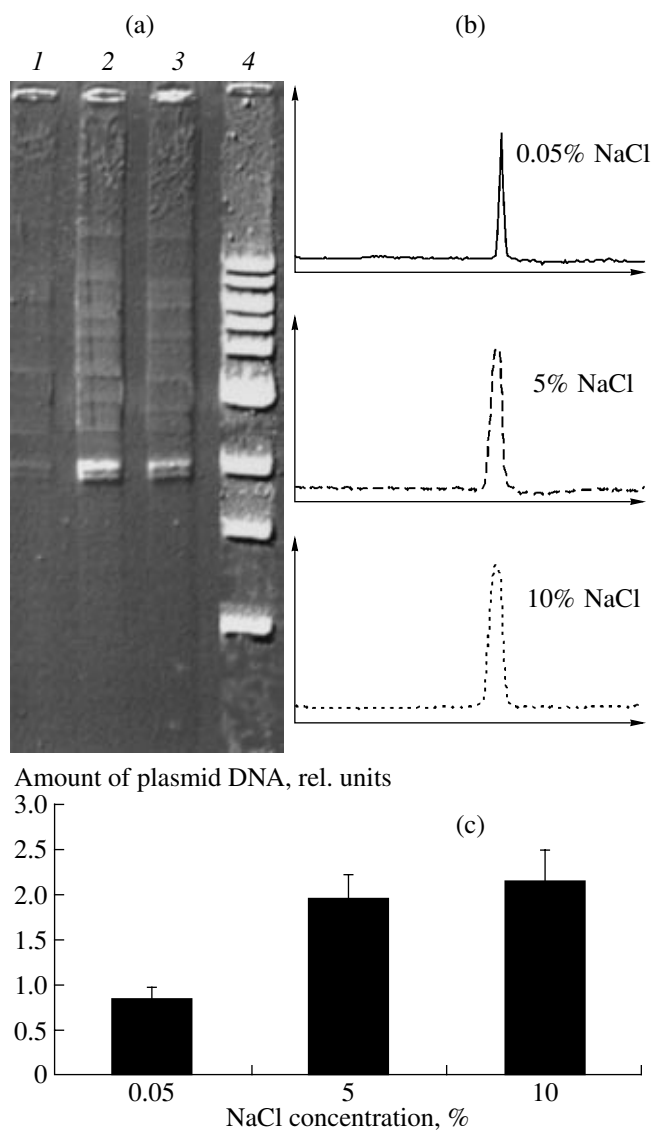 (a) (b)
1 2 3 4
0.05% NaCl
5% NaCl
10% NaCl
Amount of plasmid DNA, rel. units
(c)
3.0
2.5
2.0
1.5
1.0
0.5
0
0.05 5 10
NaCl concentration, %